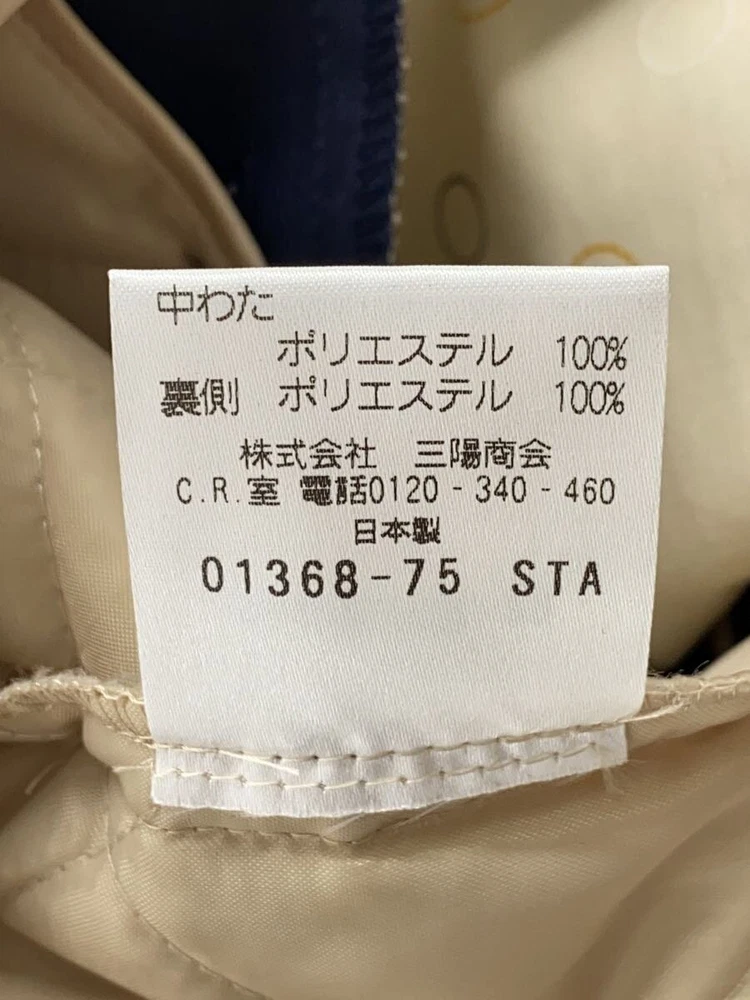 中わた
ポリエステル 100%
裏側 ポリエステル 100%
株式会社 三陽商会
C.R.室 電話0120-340-460
日本製
01368-75 STA